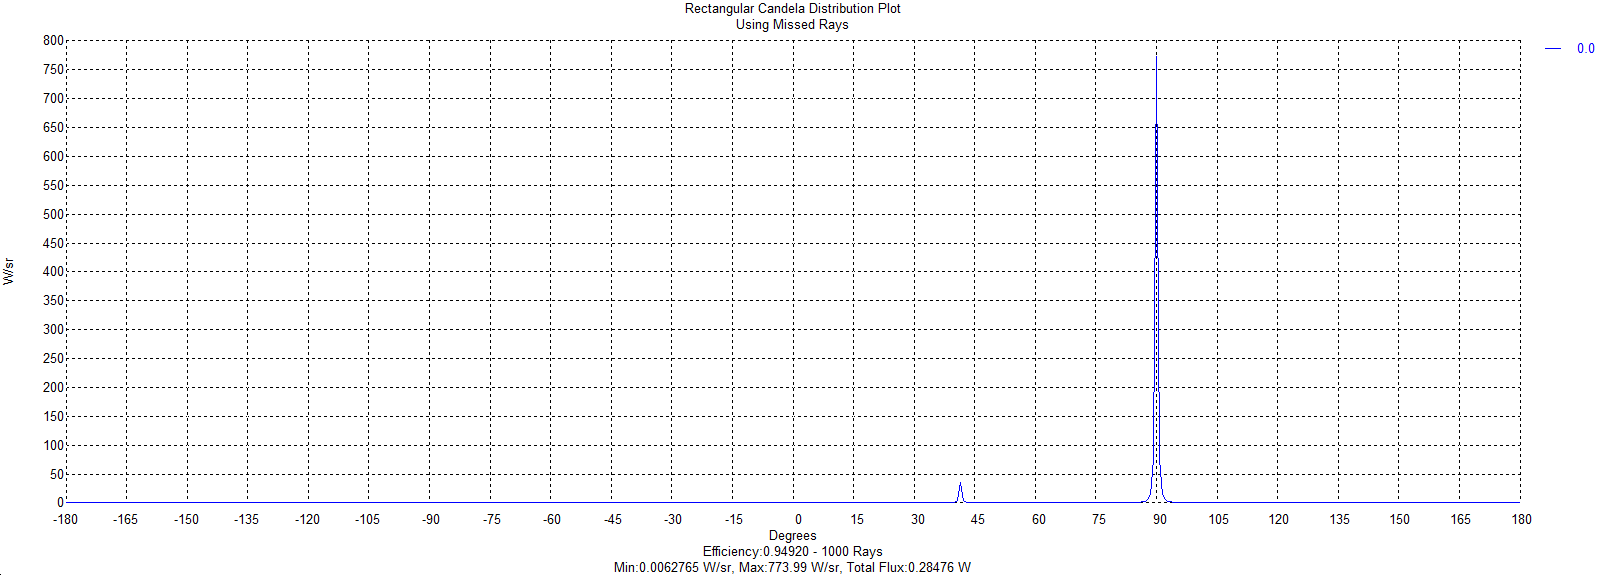 Rectangular Candela Distribution Plot
Using Missed Rays
800
750
700
650
600
550
500
450
400
350
300
250
200
150
100
50
0
W/sr
-180 -165 -150 -135 -120 -105 -90 -75 -60 -45 -30 -15 0 15 30 45 60 75 90 105 120 135 150 165 180
Degrees
Efficiency:0.94920 - 1000 Rays
Min:0.0062765 W/sr, Max:773.99 W/sr, Total Flux:0.28476 W
0.0